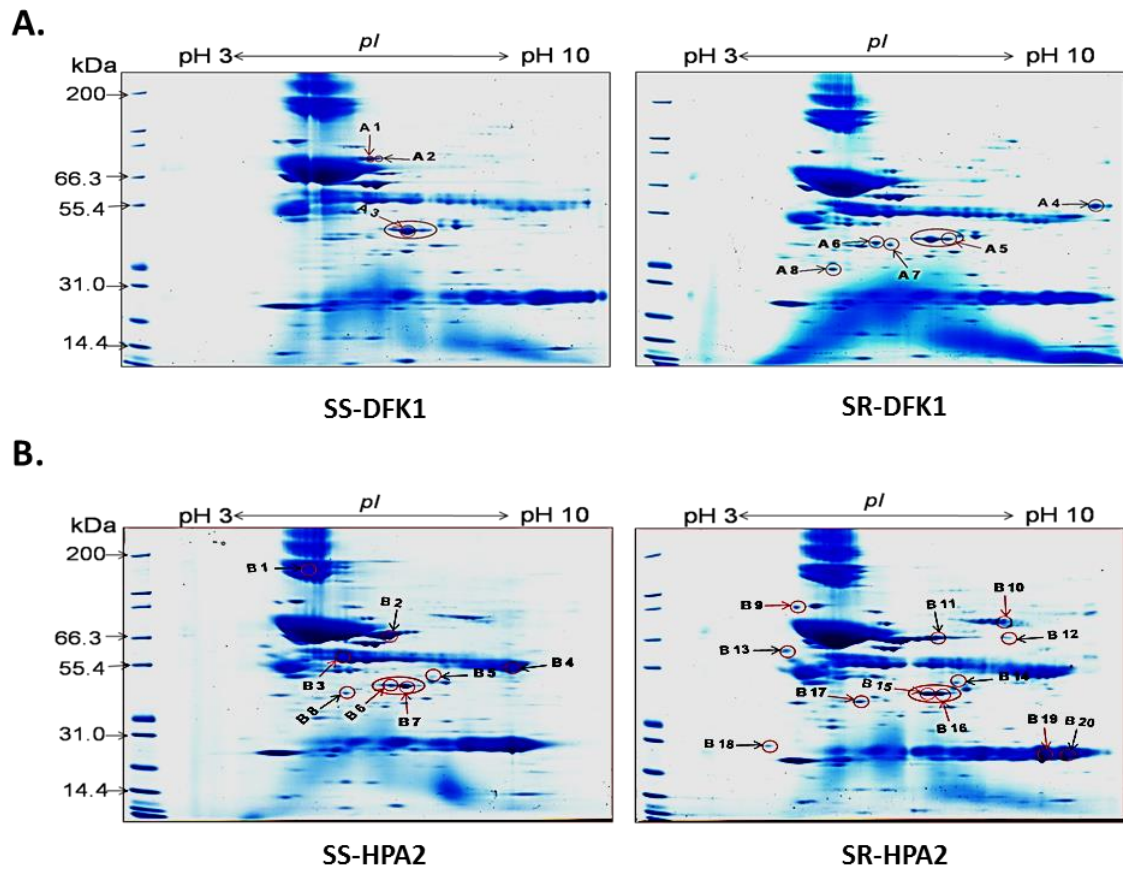 A.
pI
pH 3 pH 10
kDa
200
66.3
55.4
31.0
14.4
A 1
A 2
A 3
SS-DFK1
pI
pH 3 pH 10
A 4
A 6
A 5
A 7
A 8
SR-DFK1
B.
pI
pH 3 pH 10
kDa
200
66.3
55.4
31.0
14.4
B 1
B 2
B 3
B 5
B 4
B 8
B 6
B 7
SS-HPA2
pI
pH 3 pH 10
B 9
B 10
B 11
B 12
B 13
B 14
B 15
B 17
B 16
B 18
B 19
B 20
SR-HPA2